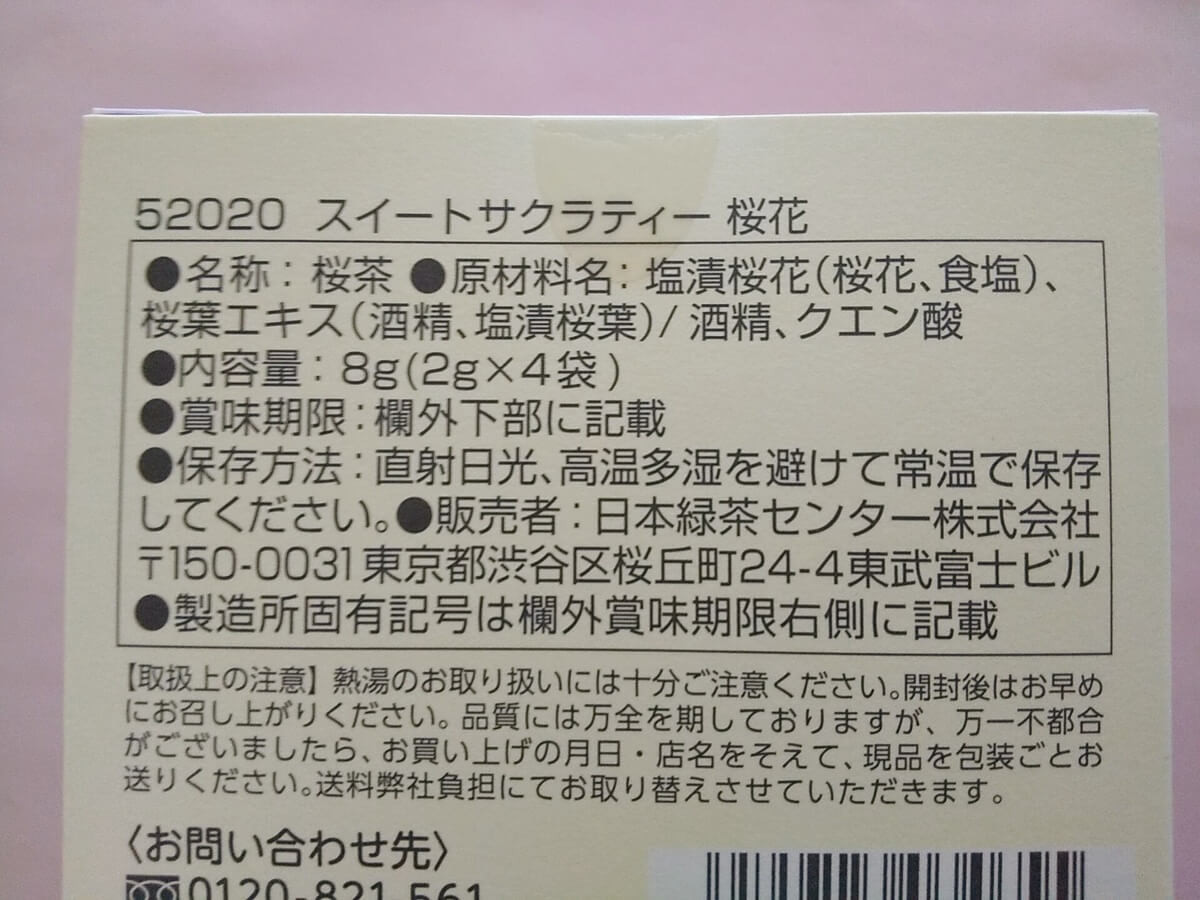 52020 スイートサクラティー 桜花
●名称：桜茶 ●原材料名：塩漬桜花(桜花、食塩)、
桜葉エキス(酒精、塩漬桜葉)/酒精、クエン酸
●内容量：8g(2g×4袋)
●賞味期限：欄外下部に記載
●保存方法：直射日光、高温多湿を避けて常温で保存
してください。●販売者：日本緑茶センター株式会社
〒150-0031東京都渋谷区桜丘町24-4東武富士ビル
●製造所固有記号は欄外賞味期限右側に記載
【取扱上の注意】熱湯のお取り扱いには十分ご注意ください。開封後はお早め
にお召し上がりください。品質には万全を期しておりますが、万一不都合
がございましたら、お買い上げの月日・店名をそえて、現品を包装ごとお
送りください。送料弊社負担にてお取り替えさせていただきます。
〈お問い合わせ先〉
0120-821-561